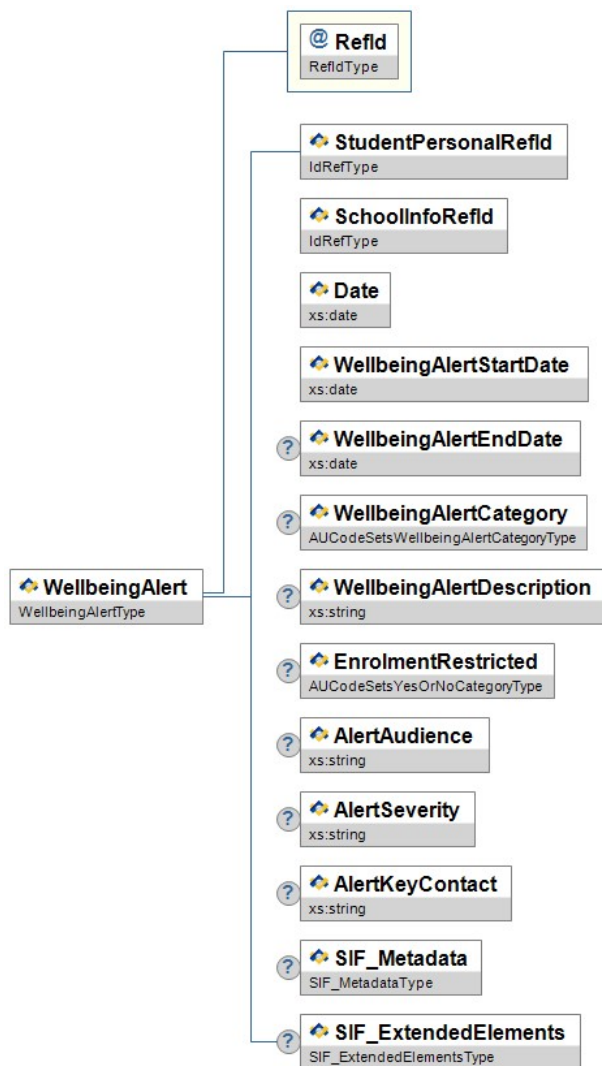 @ RefId
RefIdType
StudentPersonalRefId
IdRefType
SchoolInfoRefId
IdRefType
Date
xs:date
WellbeingAlertStartDate
xs:date
? WellbeingAlertEndDate
xs:date
? WellbeingAlertCategory
AUCodeSetsWellbeingAlertCategoryType
WellbeingAlert
WellbeingAlertType
? WellbeingAlertDescription
xs:string
? EnrolmentRestricted
AUCodeSetsYesOrNoCategoryType
? AlertAudience
xs:string
? AlertSeverity
xs:string
? AlertKeyContact
xs:string
? SIF_Metadata
SIF_MetadataType
? SIF_ExtendedElements
SIF_ExtendedElementsType